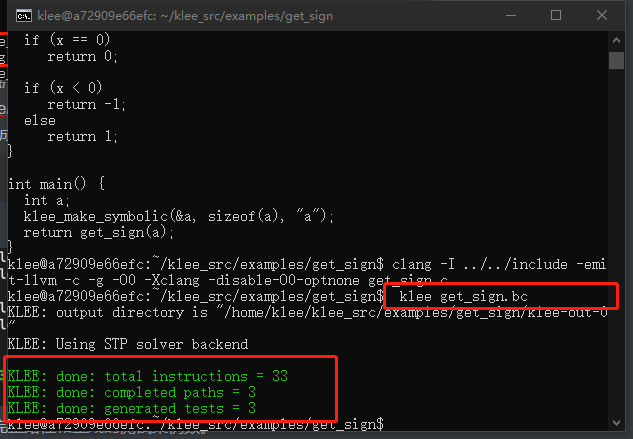 klee@a72909e66efc: ~/klee_src/examples/get_sign
if (x == 0)
return 0;
if (x < 0)
return -1;
else
return 1;
}
int main() {
int a;
klee_make_symbolic(&a, sizeof(a), "a");
return get_sign(a);
}
klee@a72909e66efc:~/klee_src/examples/get_sign$ clang -I ../../include -emi
t-llvm -c -g -O0 -Xclang -disable-O0-optnone get_sign.c
klee@a72909e66efc:~/klee_src/examples/get_sign$ klee get_sign.bc
KLEE: output directory is "/home/klee/klee_src/examples/get_sign/klee-out-0
"
KLEE: Using STP solver backend
KLEE: done: total instructions = 33
KLEE: done: completed paths = 3
KLEE: done: generated tests = 3
klee@a72909e66efc:~/klee_src/examples/get_sign$